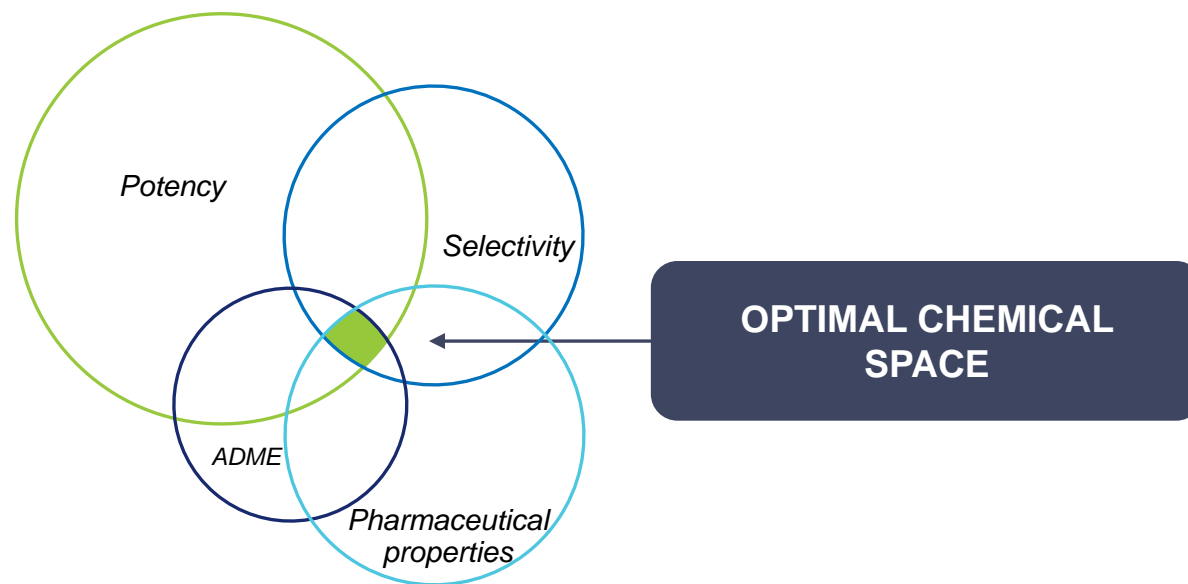 Potency
Selectivity
OPTIMAL CHEMICAL
SPACE
ADME
Pharmaceutical
properties